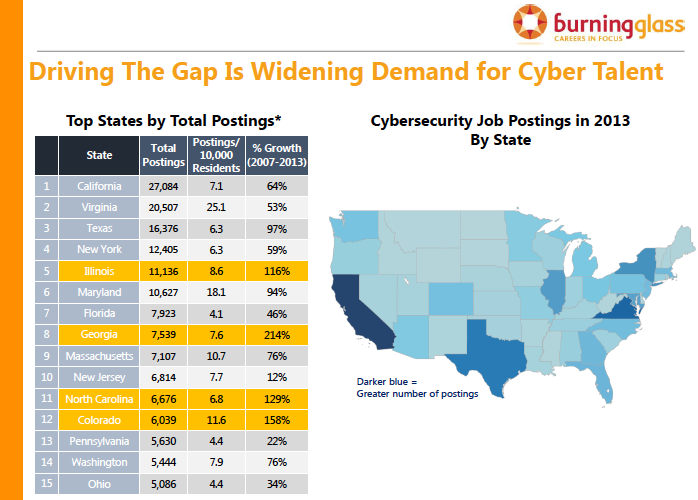 burningglass
CAREERS IN FOCUS
Driving The Gap Is Widening Demand for Cyber Talent
Top States by Total Postings*
State Total Postings Postings/ 10,000 Residents % Growth (2007-2013)
1 California 27,084 7.1 64%
2 Virginia 20,507 25.1 53%
3 Texas 16,376 6.3 97%
4 New York 12,405 6.3 59%
5 Illinois 11,136 8.6 116%
6 Maryland 10,627 18.1 94%
7 Florida 7,923 4.1 46%
8 Georgia 7,539 7.6 214%
9 Massachusetts 7,107 10.7 76%
10 New Jersey 6,814 7.7 12%
11 North Carolina 6,676 6.8 129%
12 Colorado 6,039 11.6 158%
13 Pennsylvania 5,630 4.4 22%
14 Washington 5,444 7.9 76%
15 Ohio 5,086 4.4 34%
Cybersecurity Job Postings in 2013
By State
Darker blue =
Greater number of postings